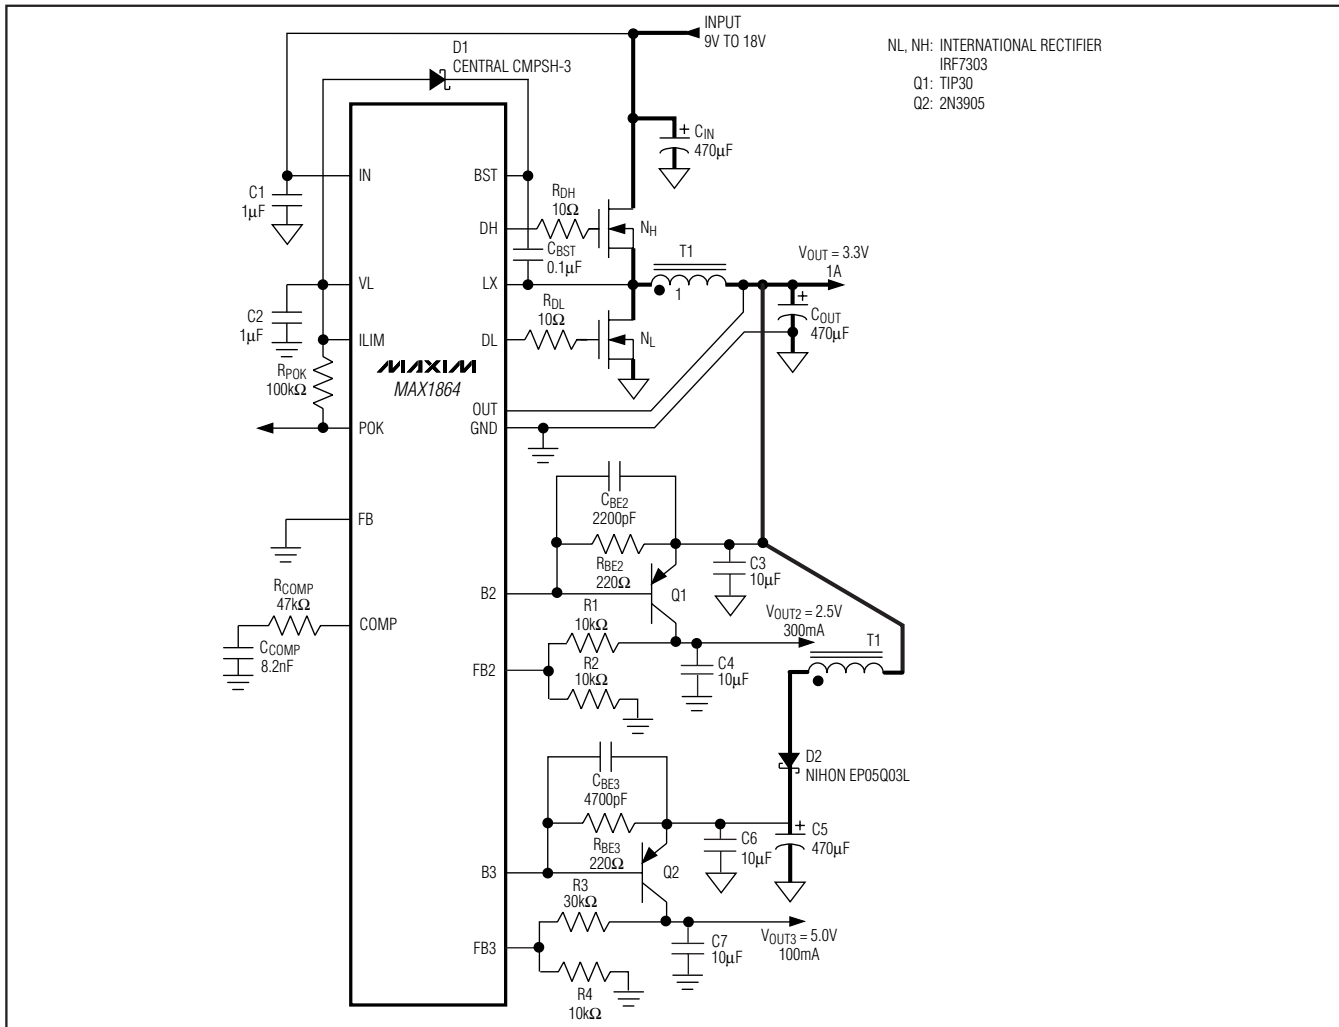 INPUT
9V TO 18V
NL, NH: INTERNATIONAL RECTIFIER
IRF7303
Q1: TIP30
Q2: 2N3905
D1
CENTRAL CMPSH-3
CIN
470µF
IN
BST
C1
1µF
RDH
10Ω
DH
NH
CBST
0.1µF
T1
VOUT = 3.3V
1A
VL
LX
1
C2
1µF
RDL
10Ω
COUT
470µF
ILIM
DL
NL
RPOK
100kΩ
MAXIM
MAX1864
OUT
POK
GND
CBE2
2200pF
FB
RBE2
220Ω
C3
10µF
RCOMP
47kΩ
B2
Q1
COMP
R1
10kΩ
VOUT2 = 2.5V
300mA
T1
CCOMP
8.2nF
FB2
R2
10kΩ
C4
10µF
D2
NIHON EP05Q03L
CBE3
4700pF
RBE3
220Ω
C6
10µF
C5
470µF
B3
Q2
R3
30kΩ
VOUT3 = 5.0V
100mA
FB3
C7
10µF
R4
10kΩ